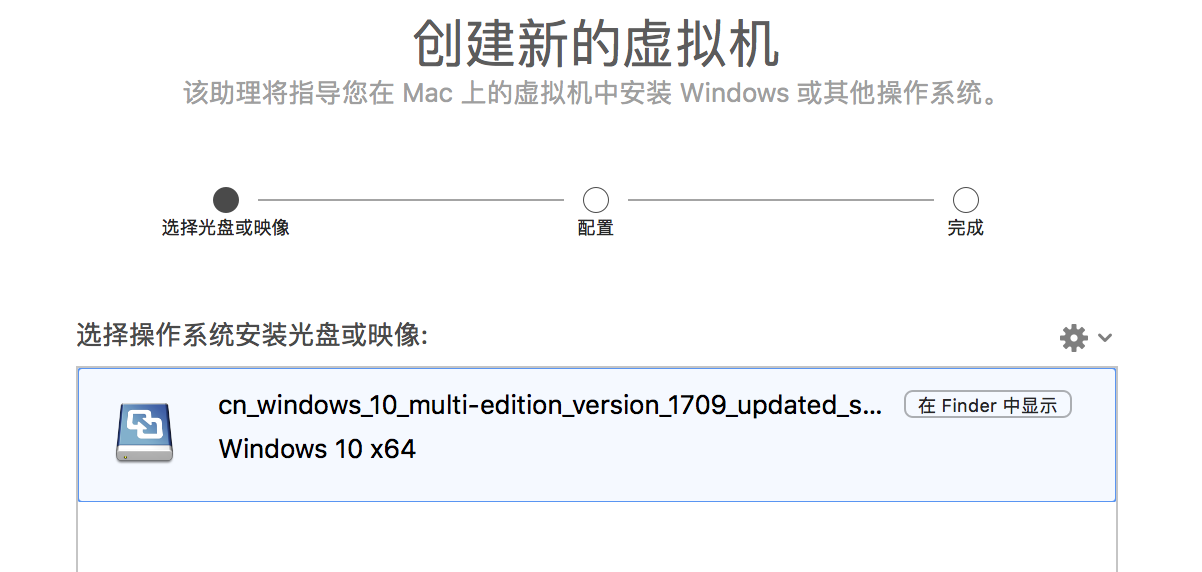 创建新的虚拟机
该助理将指导您在 Mac 上的虚拟机中安装 Windows 或其他操作系统。
选择光盘或映像
配置
完成
选择操作系统安装光盘或映像:
cn_windows_10_multi-edition_version_1709_updated_s...
在 Finder 中显示
Windows 10 x64